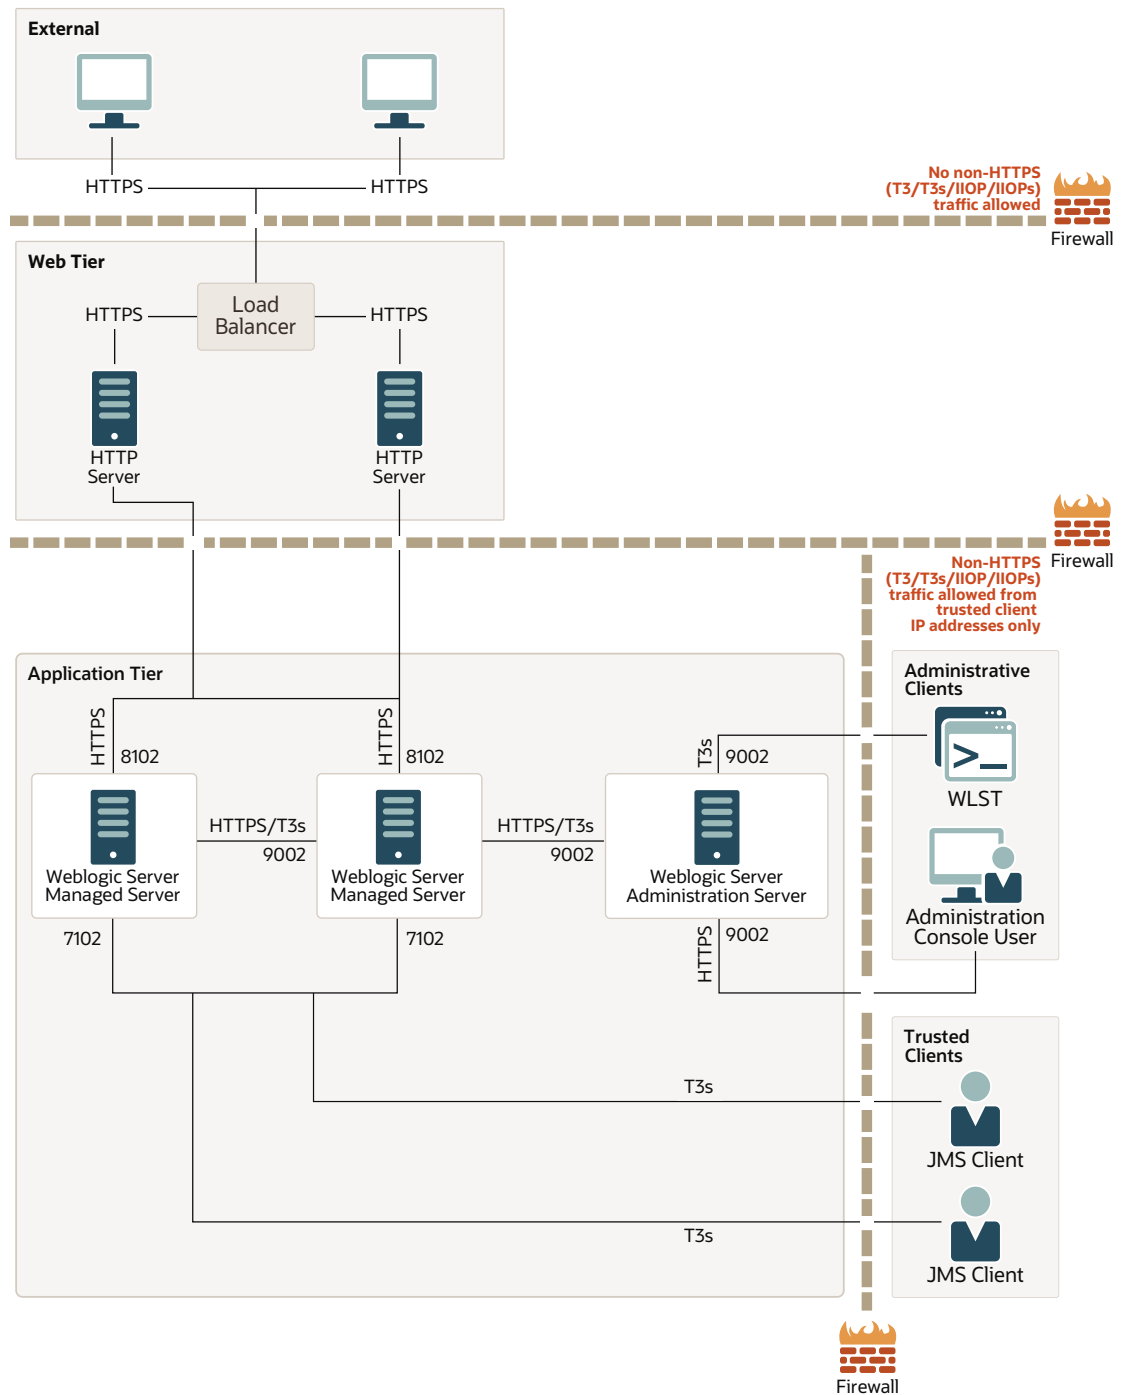 External
HTTPS
HTTPS
No non-HTTPS
(T3/T3s/IIOP/IIOPs)
traffic allowed
Firewall
Web Tier
Load
Balancer
HTTPS
HTTPS
HTTP
Server
HTTP
Server
Firewall
Non-HTTPS
(T3/T3s/IIOP/IIOPs)
traffic allowed from
trusted client
IP addresses only
Application Tier
HTTPS
8102
HTTPS
8102
T3s
9002
Administrative
Clients
WLST
Weblogic Server
Managed Server
HTTPS/T3s
9002
Weblogic Server
Managed Server
HTTPS/T3s
9002
Weblogic Server
Administration Server
Administration
Console User
7102
7102
HTTPS
9002
Trusted
Clients
T3s
JMS Client
T3s
JMS Client
Firewall